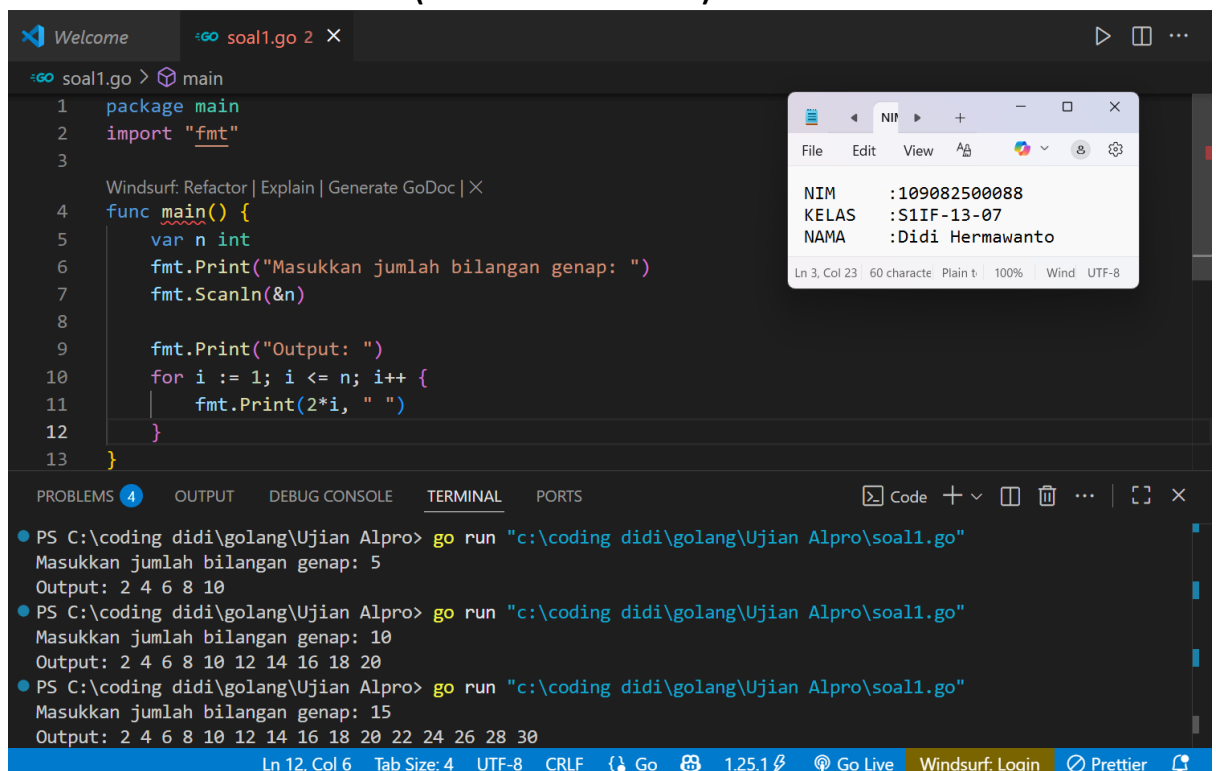 Welcome
GO soal1.go 2
GO soal1.go > main
1 package main
2 import "fmt"
3
Windsurf: Refactor | Explain | Generate GoDoc | ×
4 func main() {
5 var n int
6 fmt.Print("Masukkan jumlah bilangan genap: ")
7 fmt.Scanln(&n)
8
9 fmt.Print("Output: ")
10 for i := 1; i <= n; i++ {
11 fmt.Print(2*i, " ")
12 }
13 }
NIM
File Edit View
NIM :109082500088
KELAS :S1IF-13-07
NAMA :Didi Hermawanto
Ln 3, Col 23 60 characte Plain t 100% Wind UTF-8
PROBLEMS 4 OUTPUT DEBUG CONSOLE TERMINAL PORTS Code
PS C:\coding didi\golang\Ujian Alpro> go run "c:\coding didi\golang\Ujian Alpro\soal1.go"
Masukkan jumlah bilangan genap: 5
Output: 2 4 6 8 10
PS C:\coding didi\golang\Ujian Alpro> go run "c:\coding didi\golang\Ujian Alpro\soal1.go"
Masukkan jumlah bilangan genap: 10
Output: 2 4 6 8 10 12 14 16 18 20
PS C:\coding didi\golang\Ujian Alpro> go run "c:\coding didi\golang\Ujian Alpro\soal1.go"
Masukkan jumlah bilangan genap: 15
Output: 2 4 6 8 10 12 14 16 18 20 22 24 26 28 30
Ln 12, Col 6 Tab Size: 4 UTF-8 CRLF Go 1.25.1 Go Live Windsurf: Login Prettier